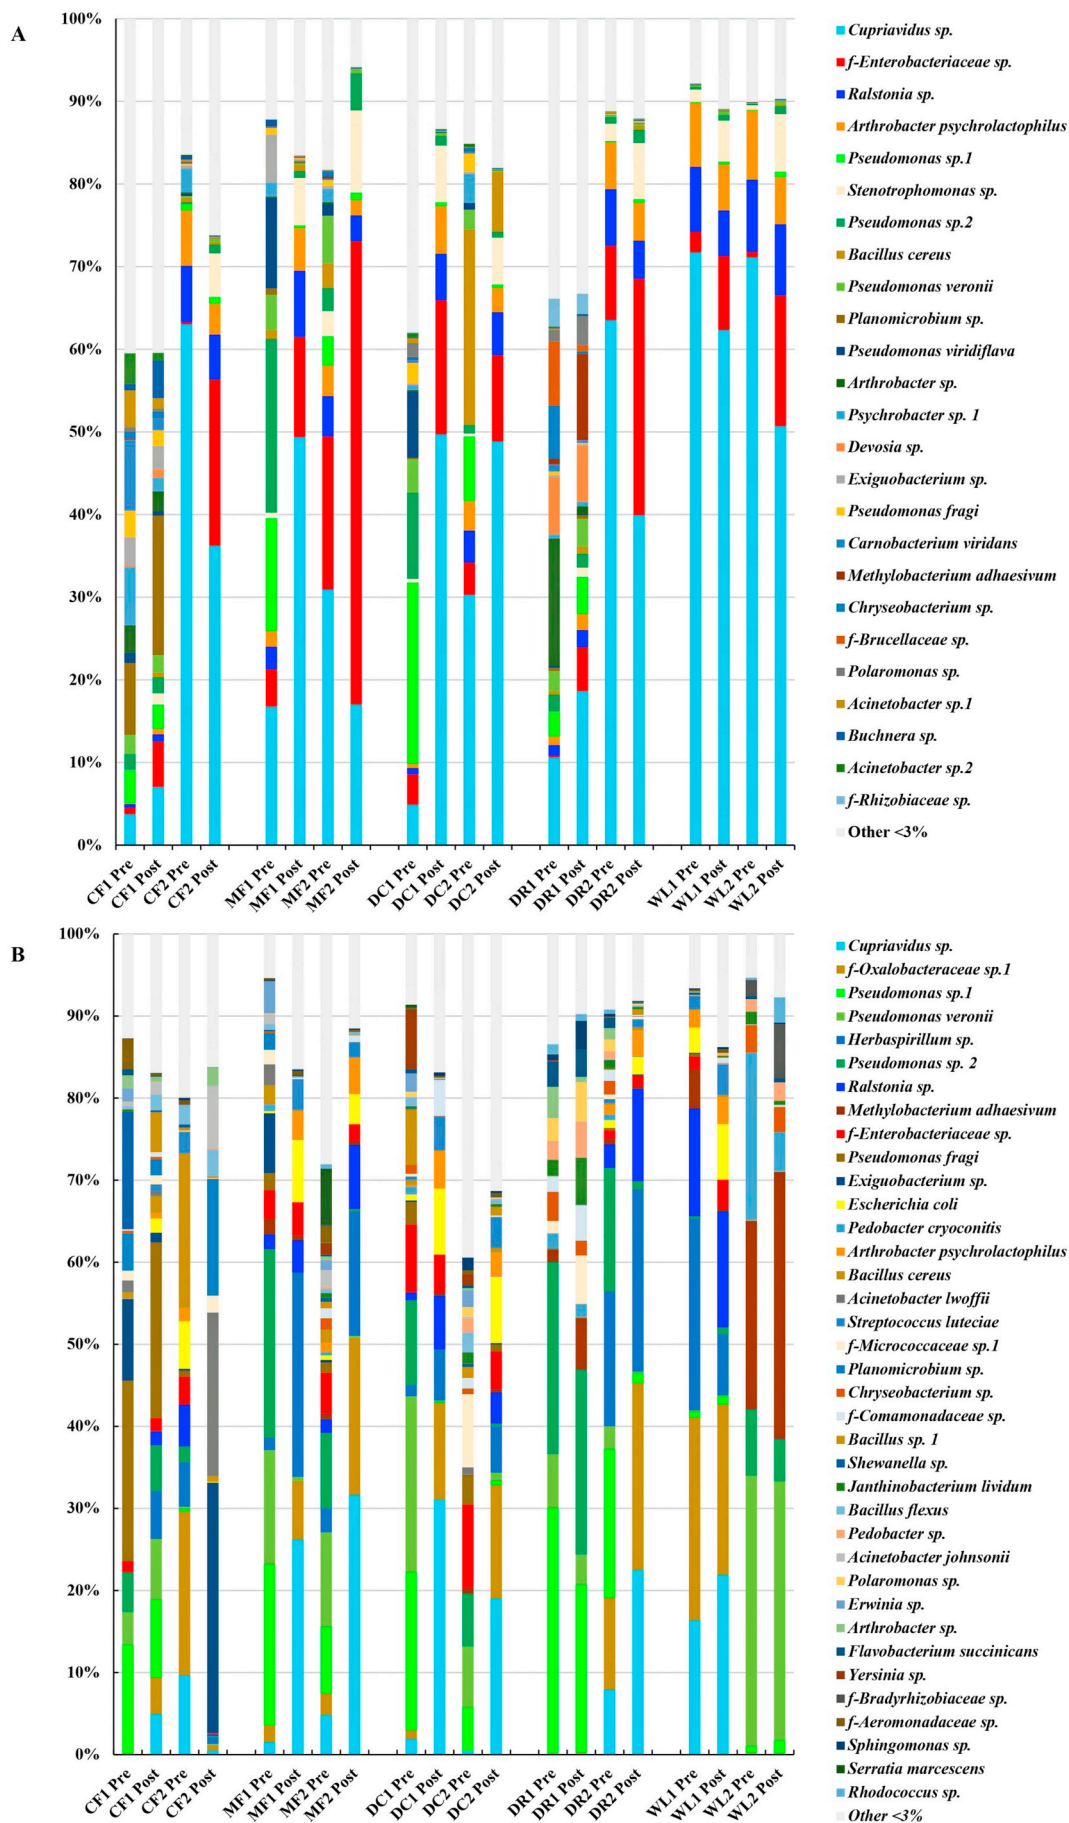 A
100%
90%
80%
70%
60%
50%
40%
30%
20%
10%
0%
CF1 Pre
CF1 Post
CF2 Pre
CF2 Post
MF1 Pre
MF1 Post
MF2 Pre
MF2 Post
DC1 Pre
DC1 Post
DC2 Pre
DC2 Post
DR1 Pre
DR1 Post
DR2 Pre
DR2 Post
WL1 Pre
WL1 Post
WL2 Pre
WL2 Post
Cupriavidus sp.
f-Enterobacteriaceae sp.
Ralstonia sp.
Arthrobacter psychrolactophilus
Pseudomonas sp.1
Stenotrophomonas sp.
Pseudomonas sp.2
Bacillus cereus
Pseudomonas veronii
Planomicrobium sp.
Pseudomonas viridiflava
Arthrobacter sp.
Psychrobacter sp. 1
Devosia sp.
Exiguobacterium sp.
Pseudomonas fragi
Carnobacterium viridans
Methylobacterium adhaesivum
Chryseobacterium sp.
f-Brucellaceae sp.
Polaromonas sp.
Acinetobacter sp.1
Buchnera sp.
Acinetobacter sp.2
f-Rhizobiaceae sp.
Other <3%
B
100%
90%
80%
70%
60%
50%
40%
30%
20%
10%
0%
CF1 Pre
CF1 Post
CF2 Pre
CF2 Post
MF1 Pre
MF1 Post
MF2 Pre
MF2 Post
DC1 Pre
DC1 Post
DC2 Pre
DC2 Post
DR1 Pre
DR1 Post
DR2 Pre
DR2 Post
WL1 Pre
WL1 Post
WL2 Pre
WL2 Post
Cupriavidus sp.
f-Oxalobacteraceae sp.1
Pseudomonas sp.1
Pseudomonas veronii
Herbaspirillum sp.
Pseudomonas sp. 2
Ralstonia sp.
Methylobacterium adhaesivum
f-Enterobacteriaceae sp.
Pseudomonas fragi
Exiguobacterium sp.
Escherichia coli
Pedobacter cryoconitis
Arthrobacter psychrolactophilus
Bacillus cereus
Acinetobacter lwoffii
Streptococcus luteciae
f-Micrococcaceae sp.1
Planomicrobium sp.
Chryseobacterium sp.
f-Comamonadaceae sp.
Bacillus sp. 1
Shewanella sp.
Janthinobacterium lividum
Bacillus flexus
Pedobacter sp.
Acinetobacter johnsonii
Polaromonas sp.
Erwinia sp.
Arthrobacter sp.
Flavobacterium succinicans
Yersinia sp.
f-Bradyrhizobiaceae sp.
f-Aeromonadaceae sp.
Sphingomonas sp.
Serratia marcescens
Rhodococcus sp.
Other <3%